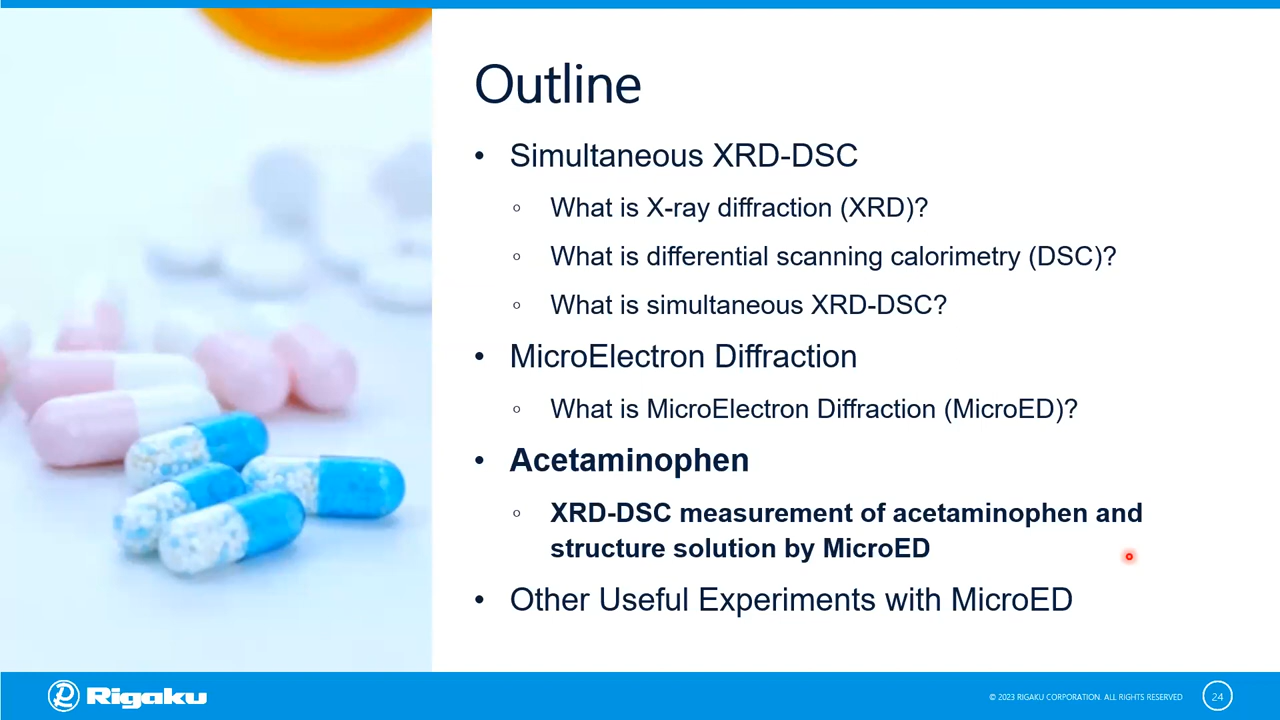 Outline
• Simultaneous XRD-DSC
◦ What is X-ray diffraction (XRD)?
◦ What is differential scanning calorimetry (DSC)?
◦ What is simultaneous XRD-DSC?
• MicroElectron Diffraction
◦ What is MicroElectron Diffraction (MicroED)?
• Acetaminophen
◦ XRD-DSC measurement of acetaminophen and
structure solution by MicroED
• Other Useful Experiments with MicroED
Rigaku
© 2023 RIGAKU CORPORATION. ALL RIGHTS RESERVED
24